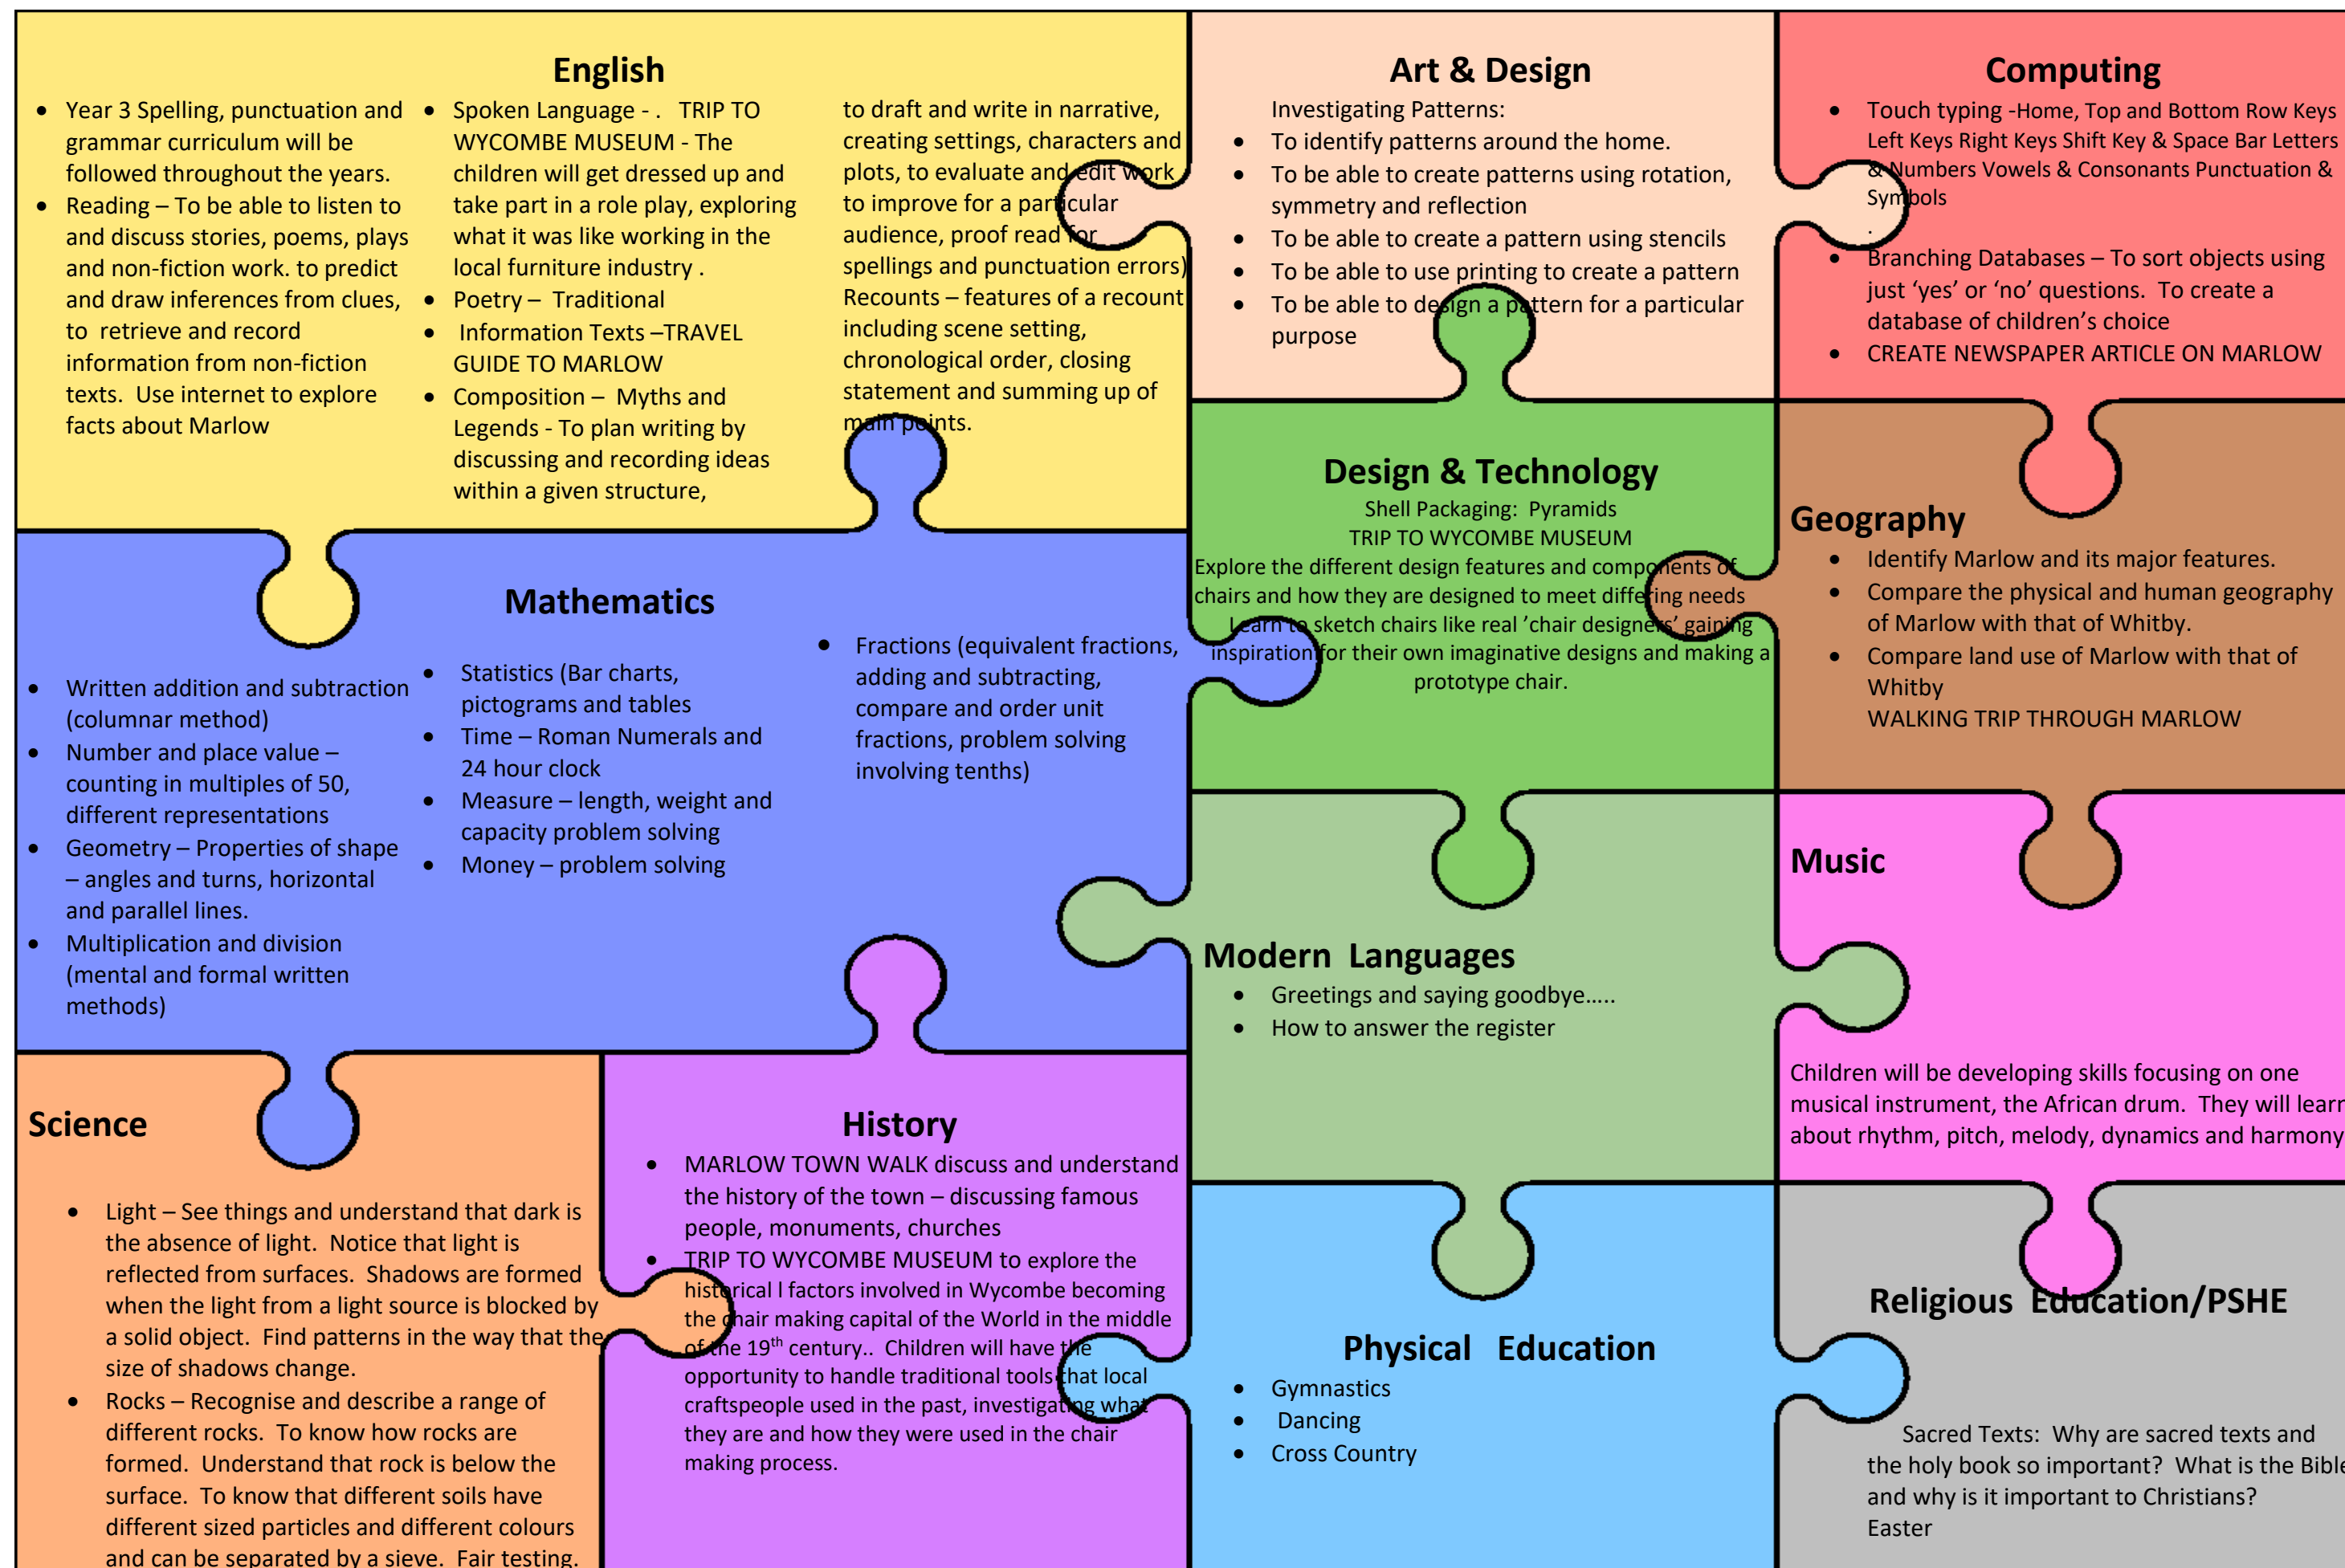 English
Year 3 Spelling, punctuation and
grammar curriculum will be
followed throughout the years.
Reading – To be able to listen to
and discuss stories, poems, plays
and non-fiction work. to predict
and draw inferences from clues,
to retrieve and record
information from non-fiction
texts. Use internet to explore
facts about Marlow
Spoken Language - . TRIP TO
WYCOMBE MUSEUM - The
children will get dressed up and
take part in a role play, exploring
what it was like working in the
local furniture industry .
Poetry – Traditional
Information Texts –TRAVEL
GUIDE TO MARLOW
Composition – Myths and
Legends - To plan writing by
discussing and recording ideas
within a given structure,
to draft and write in narrative,
creating settings, characters and
plots, to evaluate and edit work
to improve for a particular
audience, proof read for
spellings and punctuation errors)
Recounts – features of a recount
including scene setting,
chronological order, closing
statement and summing up of
main points.
Art & Design
Investigating Patterns:
To identify patterns around the home.
To be able to create patterns using rotation,
symmetry and reflection
To be able to create a pattern using stencils
To be able to use printing to create a pattern
To be able to design a pattern for a particular
purpose
Computing
Touch typing -Home, Top and Bottom Row Keys
Left Keys Right Keys Shift Key & Space Bar Letters
& Numbers Vowels & Consonants Punctuation &
Symbols
.
Branching Databases – To sort objects using
just ‘yes’ or ‘no’ questions. To create a
database of children’s choice
CREATE NEWSPAPER ARTICLE ON MARLOW
Mathematics
Written addition and subtraction
(columnar method)
Number and place value –
counting in multiples of 50,
different representations
Geometry – Properties of shape
– angles and turns, horizontal
and parallel lines.
Multiplication and division
(mental and formal written
methods)
Statistics (Bar charts,
pictograms and tables
Time – Roman Numerals and
24 hour clock
Measure – length, weight and
capacity problem solving
Money – problem solving
Fractions (equivalent fractions,
adding and subtracting,
compare and order unit
fractions, problem solving
involving tenths)
Design & Technology
Shell Packaging: Pyramids
TRIP TO WYCOMBE MUSEUM
Explore the different design features and components of
chairs and how they are designed to meet differing needs
Learn to sketch chairs like real ’chair designers’ gaining
inspiration for their own imaginative designs and making a
prototype chair.
Geography
Identify Marlow and its major features.
Compare the physical and human geography
of Marlow with that of Whitby.
Compare land use of Marlow with that of
Whitby
WALKING TRIP THROUGH MARLOW
Modern Languages
Greetings and saying goodbye…..
How to answer the register
Music
Children will be developing skills focusing on one
musical instrument, the African drum. They will learn
about rhythm, pitch, melody, dynamics and harmony
Science
Light – See things and understand that dark is
the absence of light. Notice that light is
reflected from surfaces. Shadows are formed
when the light from a light source is blocked by
a solid object. Find patterns in the way that the
size of shadows change.
Rocks – Recognise and describe a range of
different rocks. To know how rocks are
formed. Understand that rock is below the
surface. To know that different soils have
different sized particles and different colours
and can be separated by a sieve. Fair testing.
History
MARLOW TOWN WALK discuss and understand
the history of the town – discussing famous
people, monuments, churches
TRIP TO WYCOMBE MUSEUM to explore the
historical l factors involved in Wycombe becoming
the chair making capital of the World in the middle
of the 19th century.. Children will have the
opportunity to handle traditional tools that local
craftspeople used in the past, investigating what
they are and how they were used in the chair
making process.
Physical Education
Gymnastics
Dancing
Cross Country
Religious Education/PSHE
Sacred Texts: Why are sacred texts and
the holy book so important? What is the Bible
and why is it important to Christians?
Easter